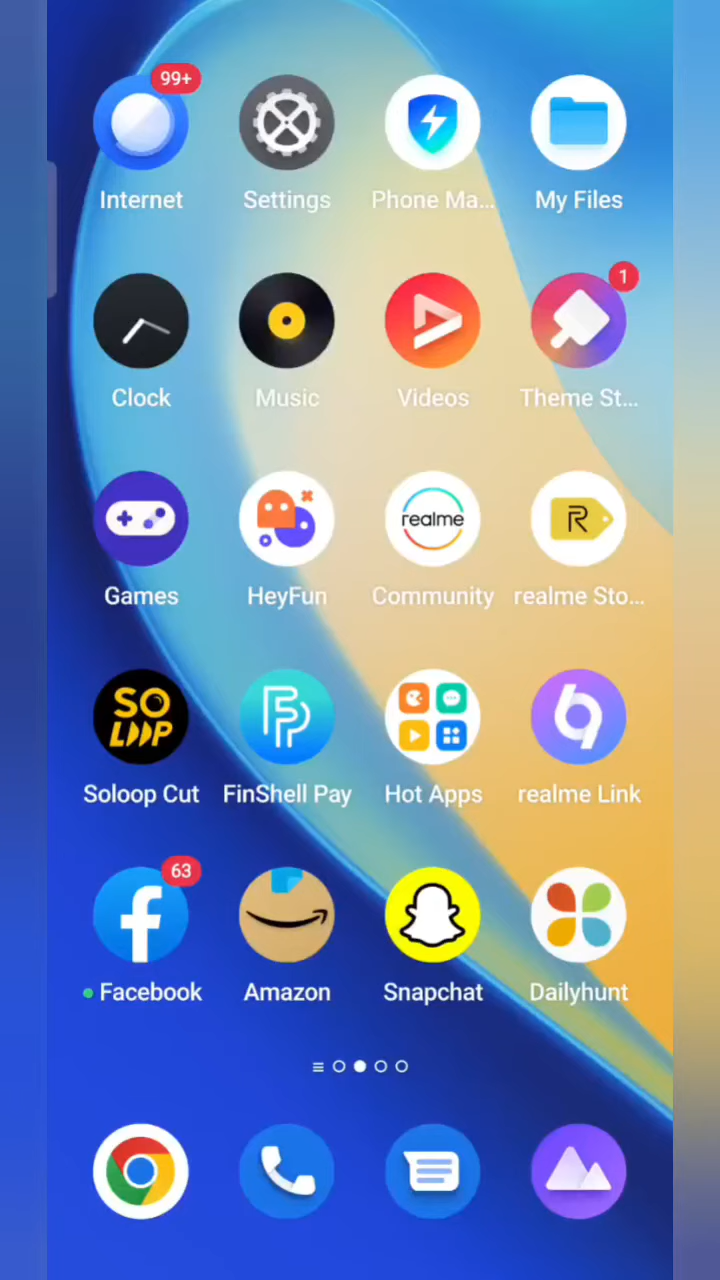 99+
Internet
Settings
Phone Ma...
My Files
1
Clock
Music
Videos
Theme St...
realme
R
Games
HeyFun
Community
realme Sto...
SO
LOOP
Soloop Cut
FinShell Pay
Hot Apps
realme Link
63
f
Facebook
Amazon
Snapchat
Dailyhunt